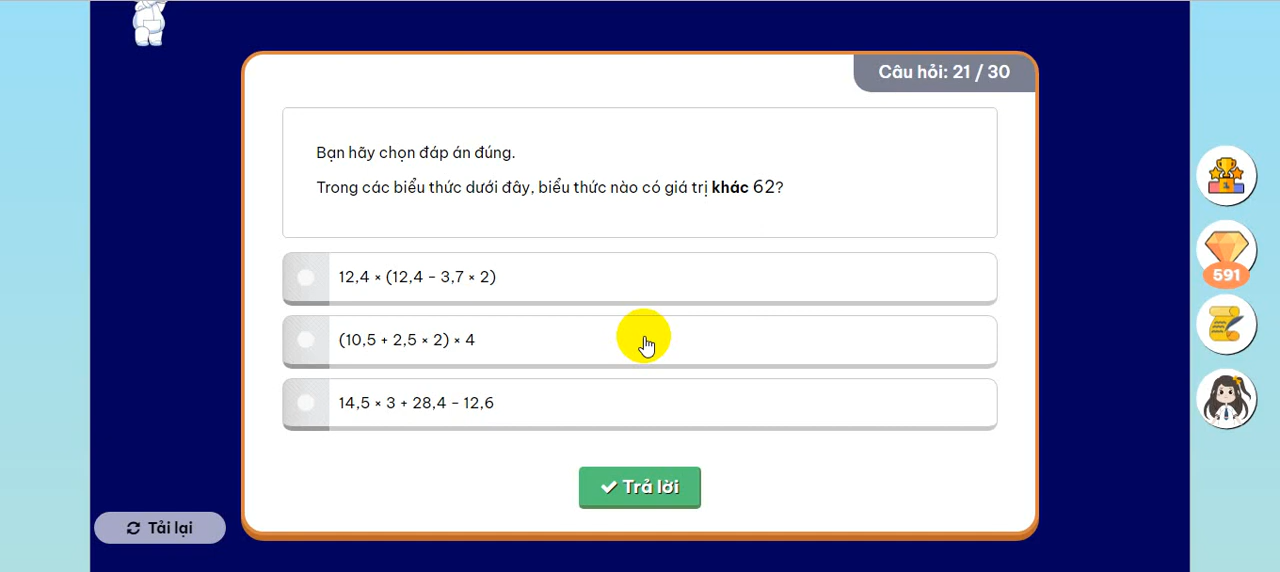 Câu hỏi: 21 / 30
Bạn hãy chọn đáp án đúng.
Trong các biểu thức dưới đây, biểu thức nào có giá trị khác 62?
12,4 × (12,4 − 3,7 × 2)
(10,5 + 2,5 × 2) × 4
14,5 × 3 + 28,4 − 12,6
Trả lời
Tải lại
591